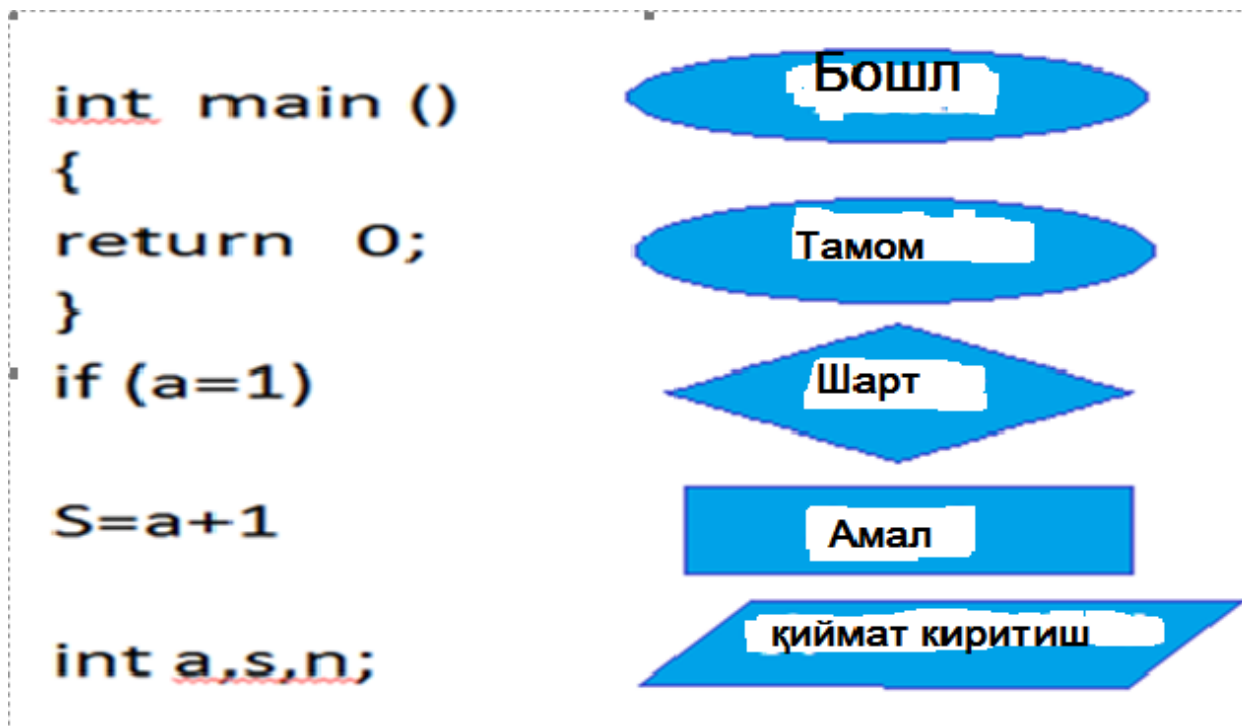 int main ()
{
return 0;
}
if (a=1)
S=a+1
int a,s,n;
Бошл
Тамом
Шарт
Амал
қиймат киритиш